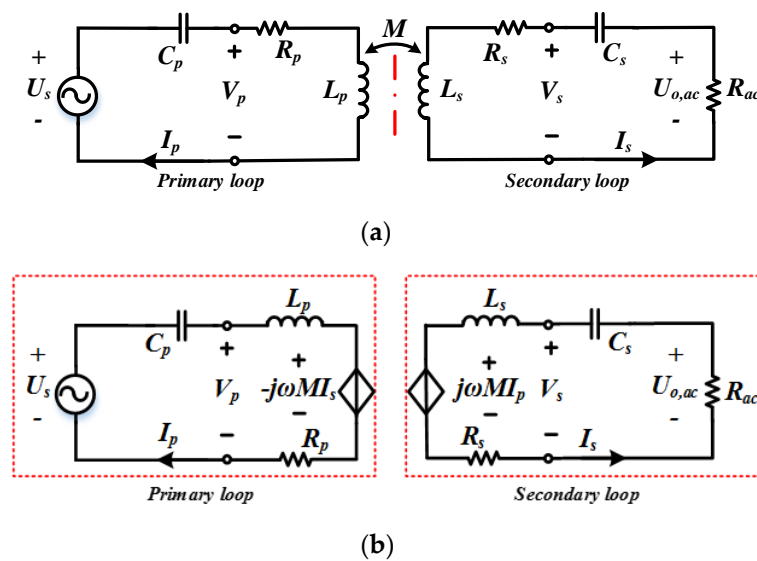 M
+ Cp + Rp Rs + Cs +
Us Vp Lp Ls Vs Uo,ac Rac
- Ip − − Is -
Primary loop Secondary loop
(a)
Lp Ls
+ Cp + + + + Cs +
Us Vp -jωMIs jωMIp Vs Uo,ac Rac
- Ip − Rp − − Rs − Is -
Primary loop Secondary loop
(b)